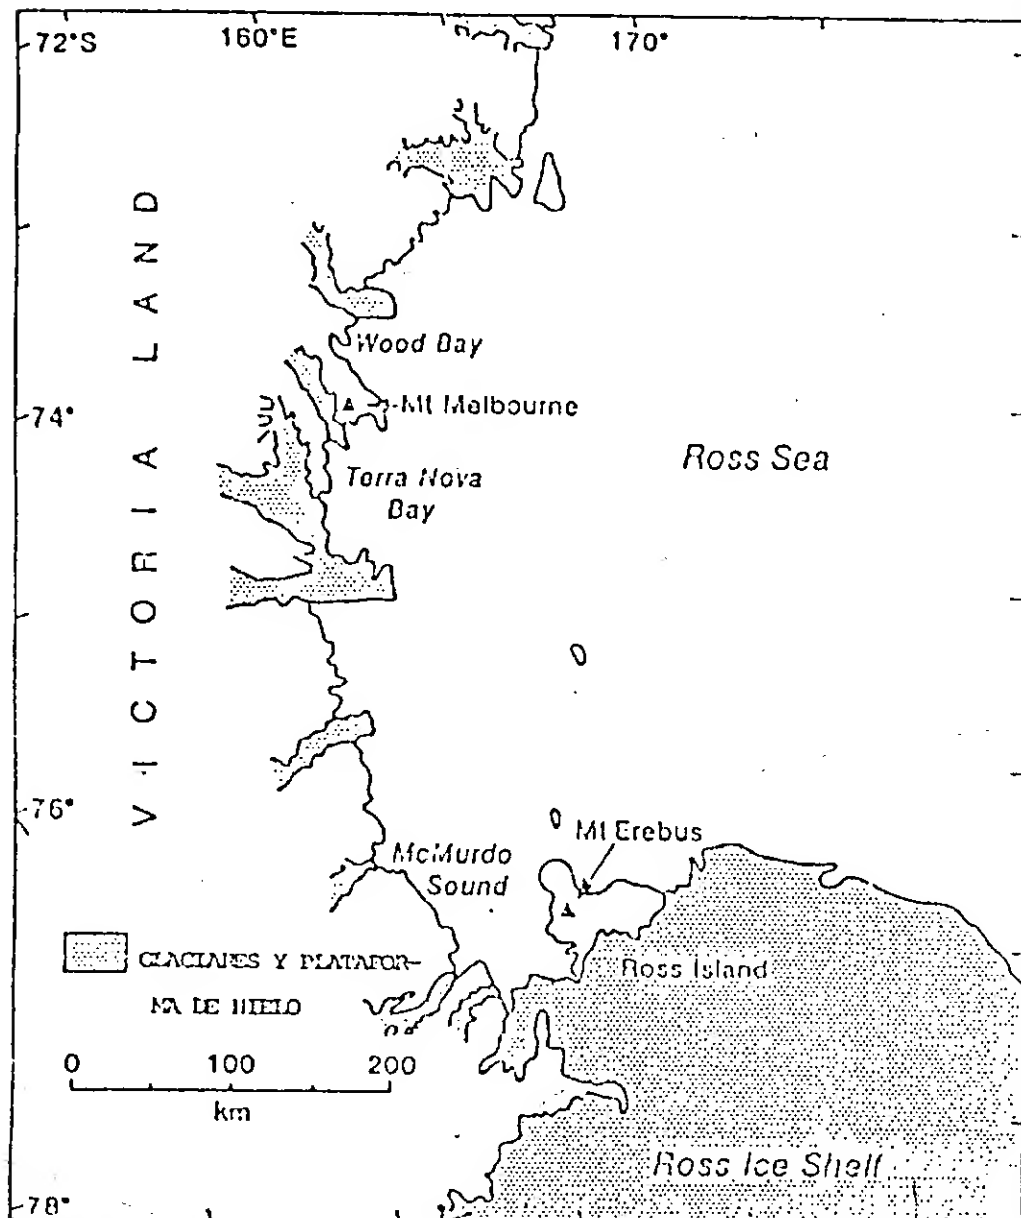 72°S
160°E
170°
VICTORIA LAND
Wood Bay
74°
Mt Melbourne
Ross Sea
Terra Nova
Bay
76°
Mt Erebus
McMurdo
Sound
GLACIARES Y PLATAFOR-
MA DE HIELO
Ross Island
0 100 200
km
Ross Ice Shelf
78°